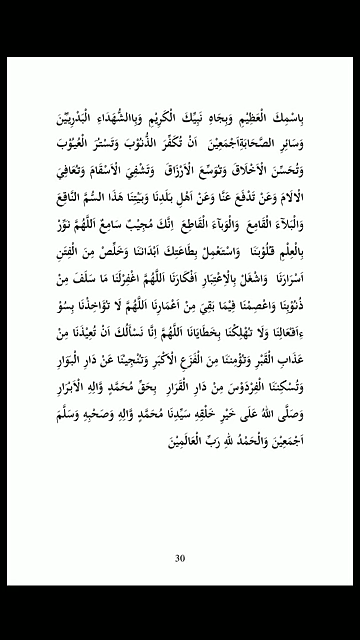 بِاسْمِكَ الْعَظِيْمِ وَبِجَاهِ نَبِيِّكَ الْكَرِيْمِ وَبِاالشُّهَدَاءِ الْبَدْرِيِّيْنَ
وَسَائِرِ الصَّحَابَةِاَجْمَعِيْنَ اَنْ تُكَفِّرَ الذُّنُوْبَ وَتَسْتُرَ الْعُيُوْبَ
وَتُحَسِّنَ الْاَخْلَاقَ وَتُوَسِّعَ الْاَرْزَاقَ وَتَشْفِيَ الْاَسْقَامَ وَتُعَافِيَ
الْاٰلَامَ وَعَنْ تَدْفَعَ عَنَّا وَعَنْ اَهْلِ بَلَدِنَا وَبَيْتِنَا هٰذَا السُّمَّ النَّاقِعَ
وَالْبَلَاءَ الْقَامِعَ وَالْوَبَاءَ الْقَاطِعَ اِنَّكَ مُجِيْبٌ سَامِعٌ اَللّٰهُمَّ نَوِّرْ
بِالْعِلْمِ قُلُوْبَنَا وَاسْتَعْمِلْ بِطَاعَتِكَ اَبْدَانَنَا وَخَلِّصْ مِنَ الْفِتَنِ
اَسْرَارَنَا وَاشْغَلْ بِالْاِعْتِبَارِ اَفْكَارَنَا اَللّٰهُمَّ اغْفِرْلَنَا مَا سَلَفَ مِنْ
ذُنُوْبِنَا وَاعْصِمْنَا فِيْمَا بَقِيَ مِنْ اَعْمَارِنَا اَللّٰهُمَّ لَا تُؤَاخِذْنَا بِسُوْ
ءِاَفْعَالِنَا وَلَا تُهْلِكْنَا بِخَطَايَانَا اَللّٰهُمَّ اِنَّا نَسْأَلُكَ اَنْ تُعِيْذَنَا مِنْ
عَذَابِ الْقَبْرِ وَتُؤْمِنَنَا مِنَ الْفَزَعِ الْاَكْبَرِ وَتُنْجِيْنَا عَنْ دَارِ الْبَوَارِ
وَتُسْكِنَنَا الْفِرْدَوْسَ مِنْ دَارِ الْقَرَارِ بِحَقِّ مُحَمَّدٍ وَّاٰلِهِ الْاَبْرَارِ
وَصَلَّى اللهُ عَلَى خَيْرِ خَلْقِهِ سَيِّدِنَا مُحَمَّدٍ وَّاٰلِهِ وَصَحْبِهِ وَسَلَّمَ
اَجْمَعِيْنَ وَالْحَمْدُ لِلهِ رَبِّ الْعَالَمِيْنَ
30